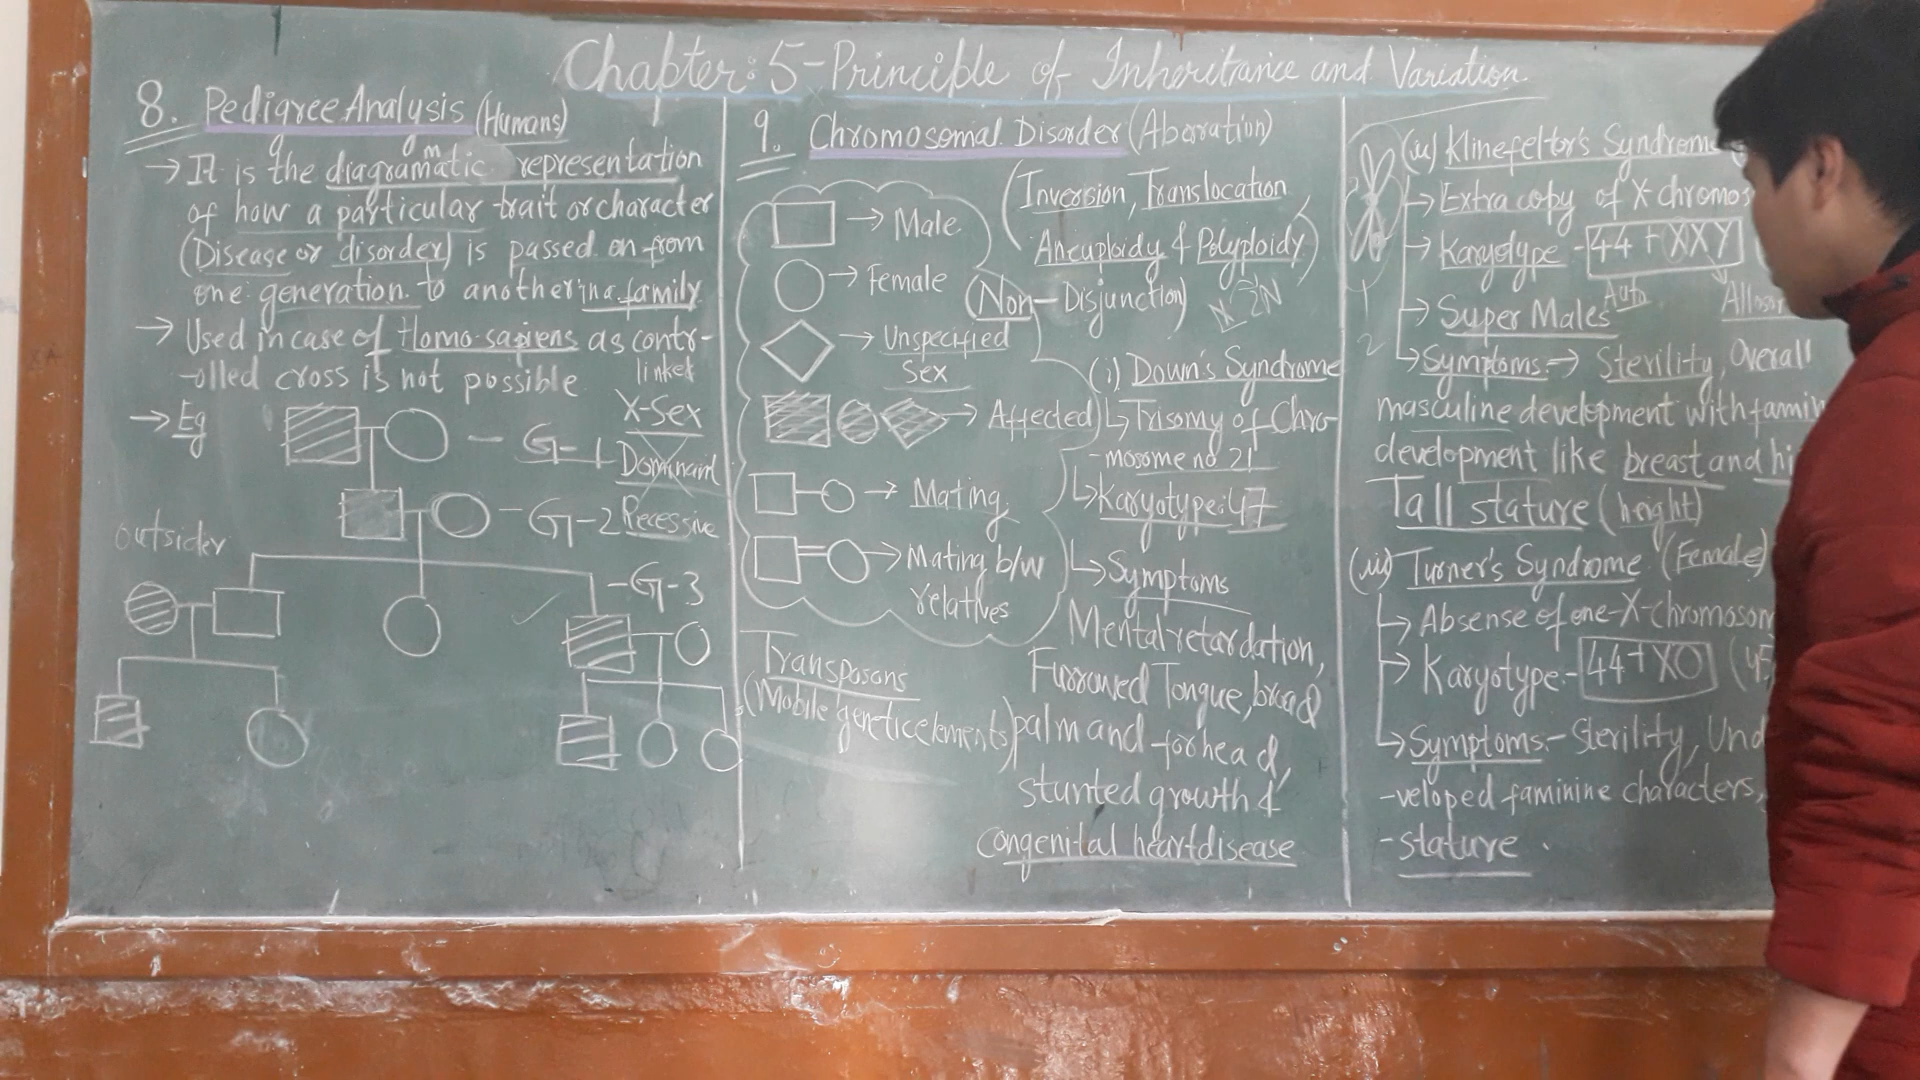 Chapter:5-Principle of Inheritance and Variation
8. Pedigree Analysis (Humans)
→ It is the diagramatic representation
m
of how a particular trait or character
(Disease or disorder) is passed on from
one generation to another in a family.
→ Used in case of Homo sapiens as contr-
-olled cross is not possible
→ Eg
linked
X-Sex
Dominant
Recessive
- G-1
- G-2
- G-3
outsider
9. Chromosomal Disorder (Aberration)
→ Male
→ Female
→ Unspecified
Sex
→ Affected
→ Mating
→ Mating b/w
relatives
Transposons
(Mobile genetic elements)
(Inversion, Translocation
Aneuploidy & Polyploidy)
(Non-Disjunction)
N 2N
(i) Down's Syndrome
↳ Trisomy of Chro-
-mosome no 21
↳ Karyotype: 47
↳ Symptoms
Mental retardation,
Furrowed Tongue, broad
palm and forhead,
stunted growth &
congenital heart disease
1
2
(ii) Klinefeltor's Syndrome
→ Extra copy of X-chromos
→ Karyotype - 44 + XXY
Auto
→ Super Males
↳ Symptoms → Sterility, Overall
masculine development with
development like breast and
Tall stature (height)
(iii) Turner's Syndrome (Female)
→ Absense of one-X-chromosom
→ Karyotype:- 44+XO
↳ Symptoms:- Sterility, Und
-veloped faminine characters,
-stature.